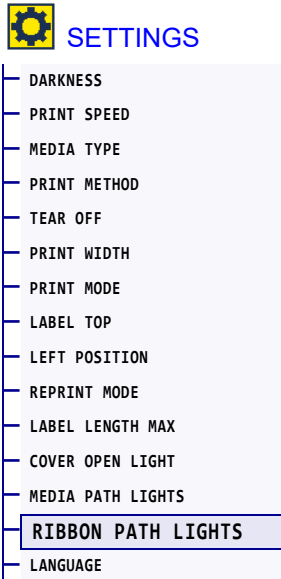 SETTINGS
DARKNESS
PRINT SPEED
MEDIA TYPE
PRINT METHOD
TEAR OFF
PRINT WIDTH
PRINT MODE
LABEL TOP
LEFT POSITION
REPRINT MODE
LABEL LENGTH MAX
COVER OPEN LIGHT
MEDIA PATH LIGHTS
RIBBON PATH LIGHTS
LANGUAGE